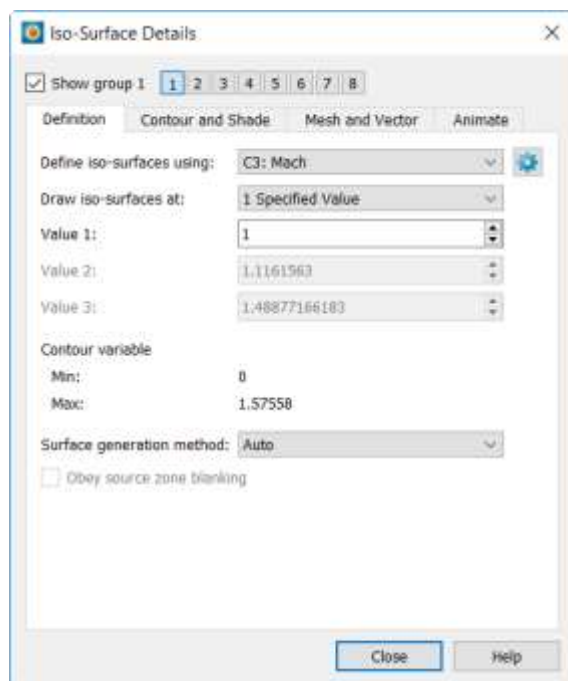 Iso-Surface Details
Show group 1 1 2 3 4 5 6 7 8
Definition Contour and Shade Mesh and Vector Animate
Define iso-surfaces using: C3: Mach
Draw iso-surfaces at: 1 Specified Value
Value 1: 1
Value 2: 1.1161563
Value 3: 1.48877166183
Contour variable
Min: 0
Max: 1.57558
Surface generation method: Auto
Obey source zone blanking
Close Help